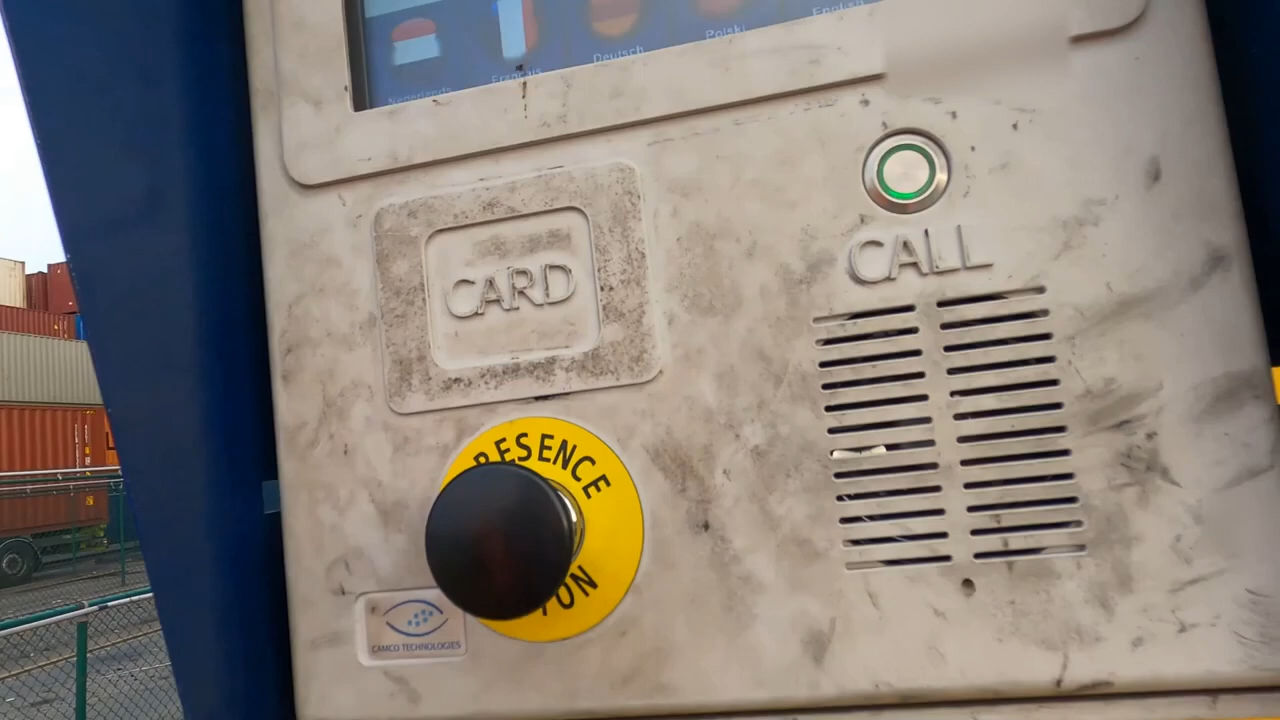 Nederlands
Français
Deutsch
Polski
English
CALL
CARD
RESENCE
TON
CAMCO TECHNOLOGIES